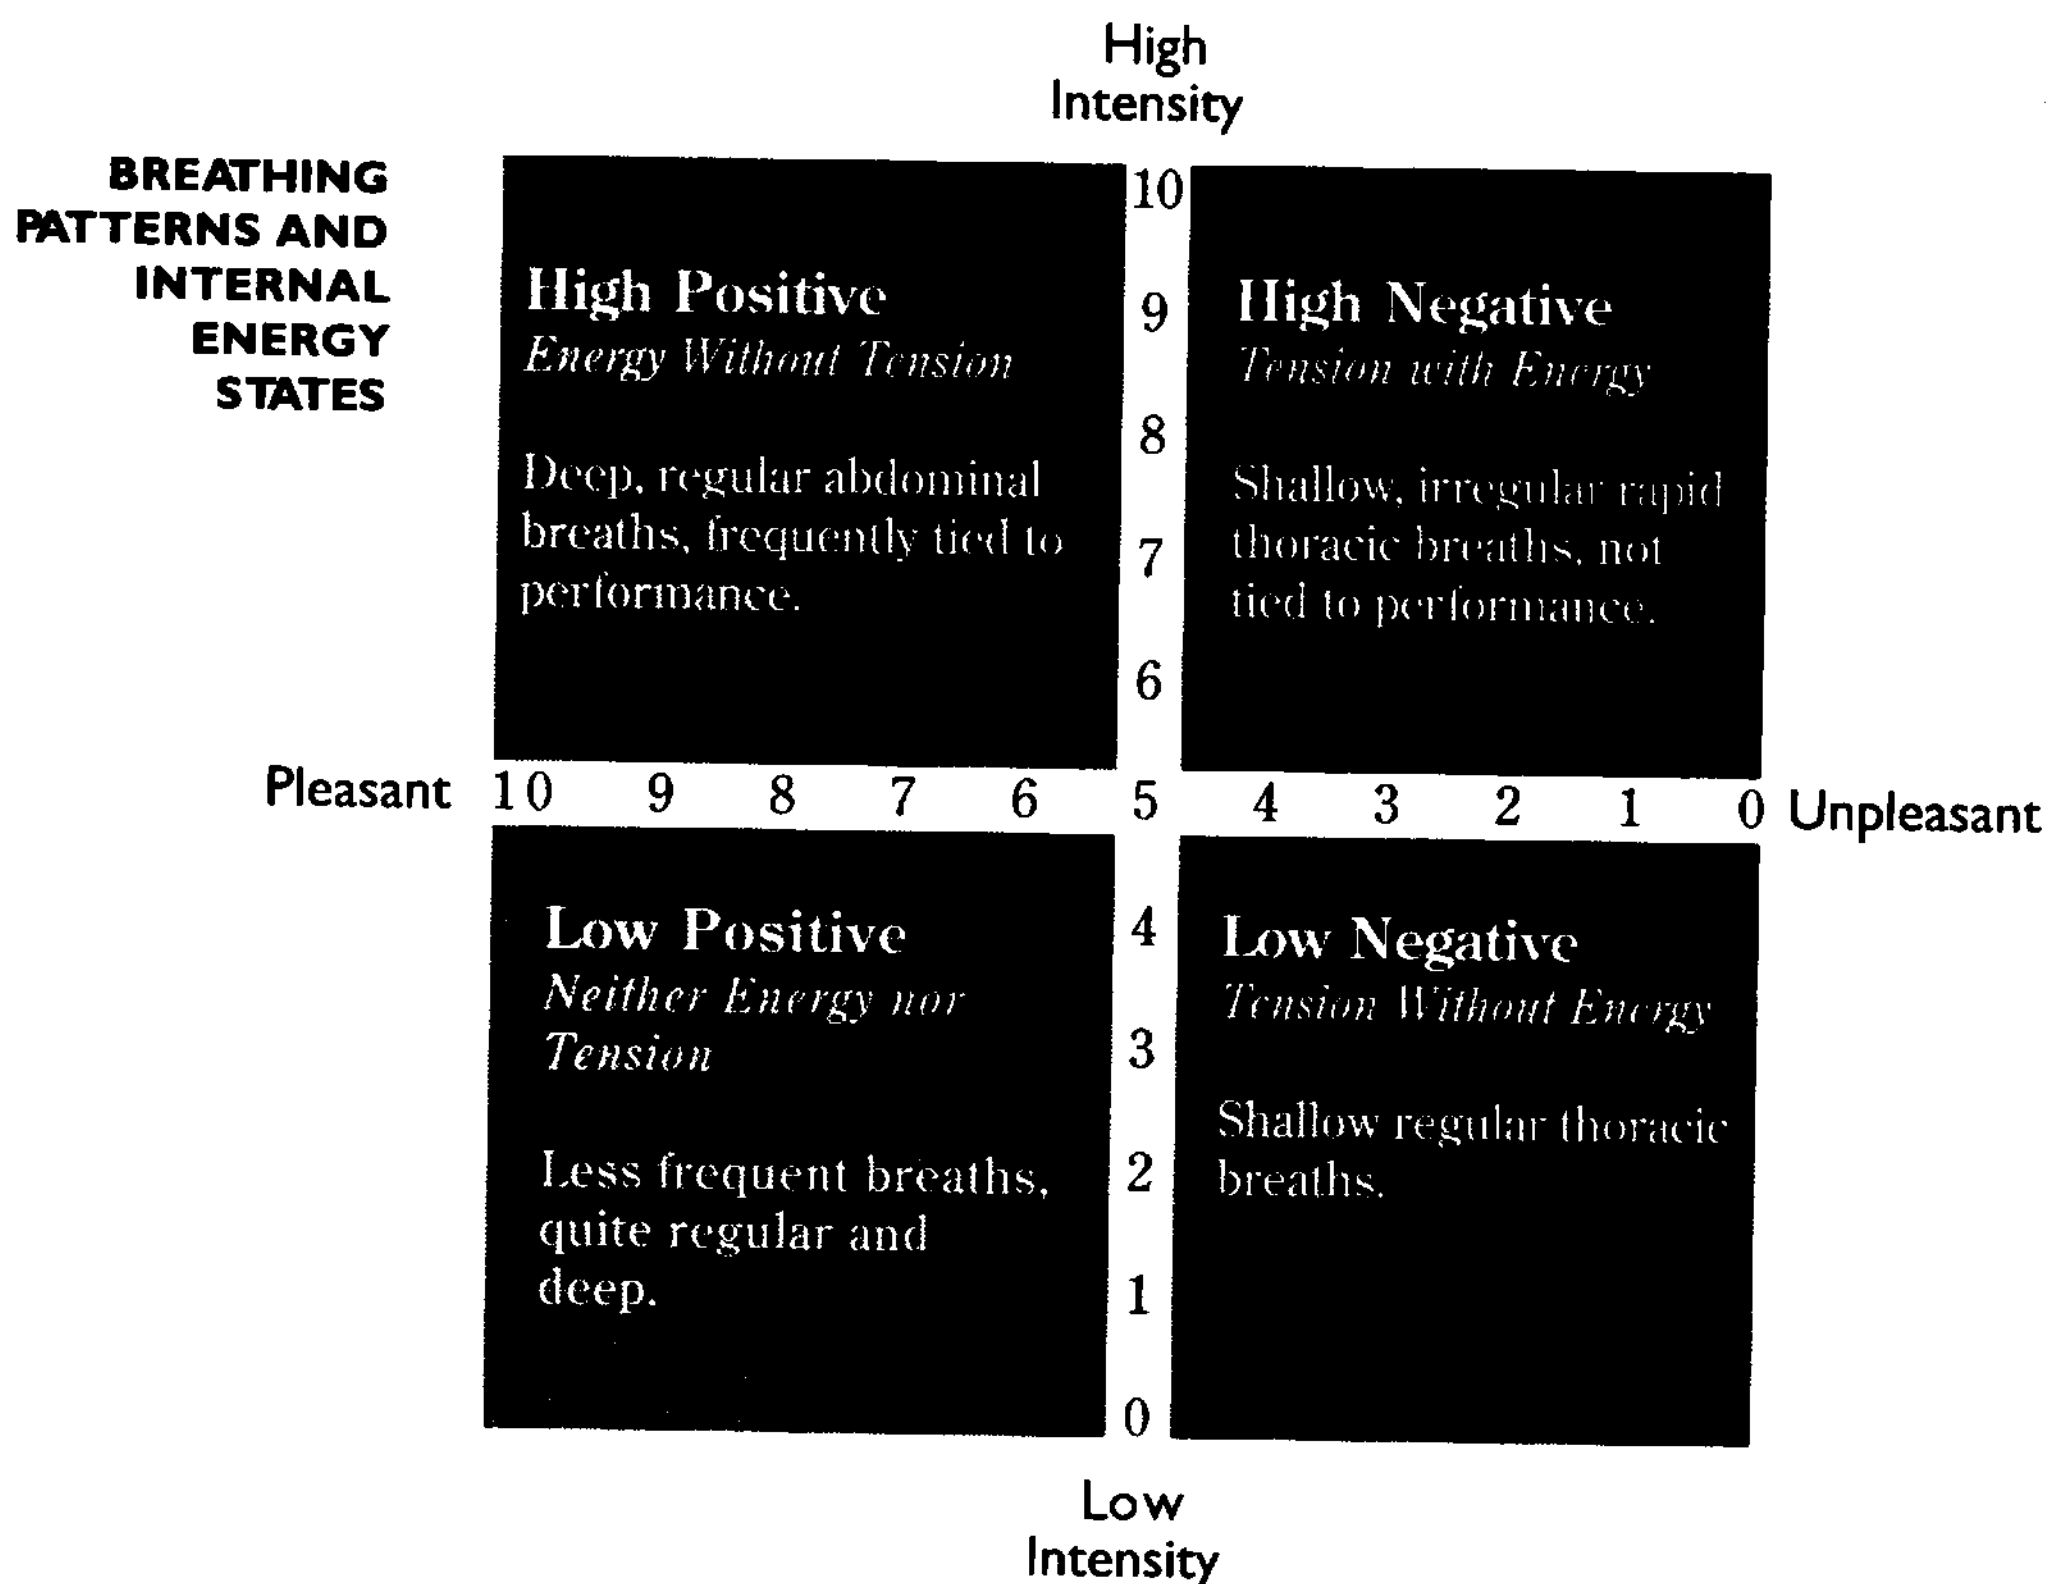 High
Intensity
BREATHING
PATTERNS AND
INTERNAL
ENERGY
STATES
10
High Positive
Energy Without Tension
Deep, regular abdominal
breaths, frequently tied to
performance.
9
8
7
6
High Negative
Tension with Energy
Shallow, irregular rapid
thoracic breaths, not
tied to performance.
Pleasant 10 9 8 7 6 5 4 3 2 1 0 Unpleasant
Low Positive
Neither Energy nor
Tension
Less frequent breaths,
quite regular and
deep.
4
3
2
1
0
Low Negative
Tension Without Energy
Shallow regular thoracic
breaths.
Low
Intensity